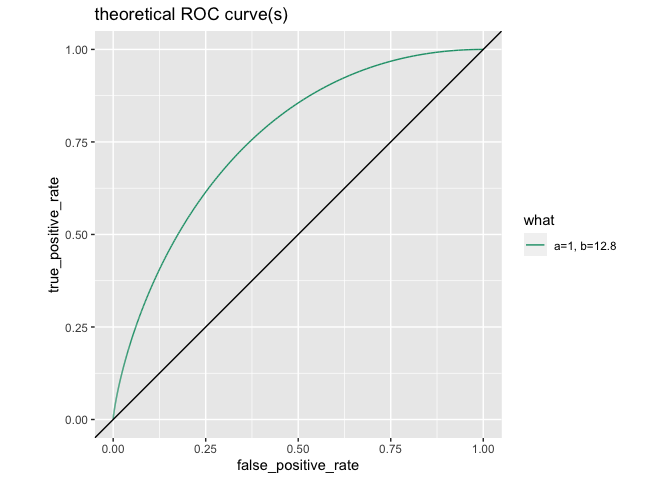 theoretical ROC curve(s)
true_positive_rate
1.00
0.75
0.50
0.25
0.00
0.00 0.25 0.50 0.75 1.00
false_positive_rate
what
a=1, b=12.8